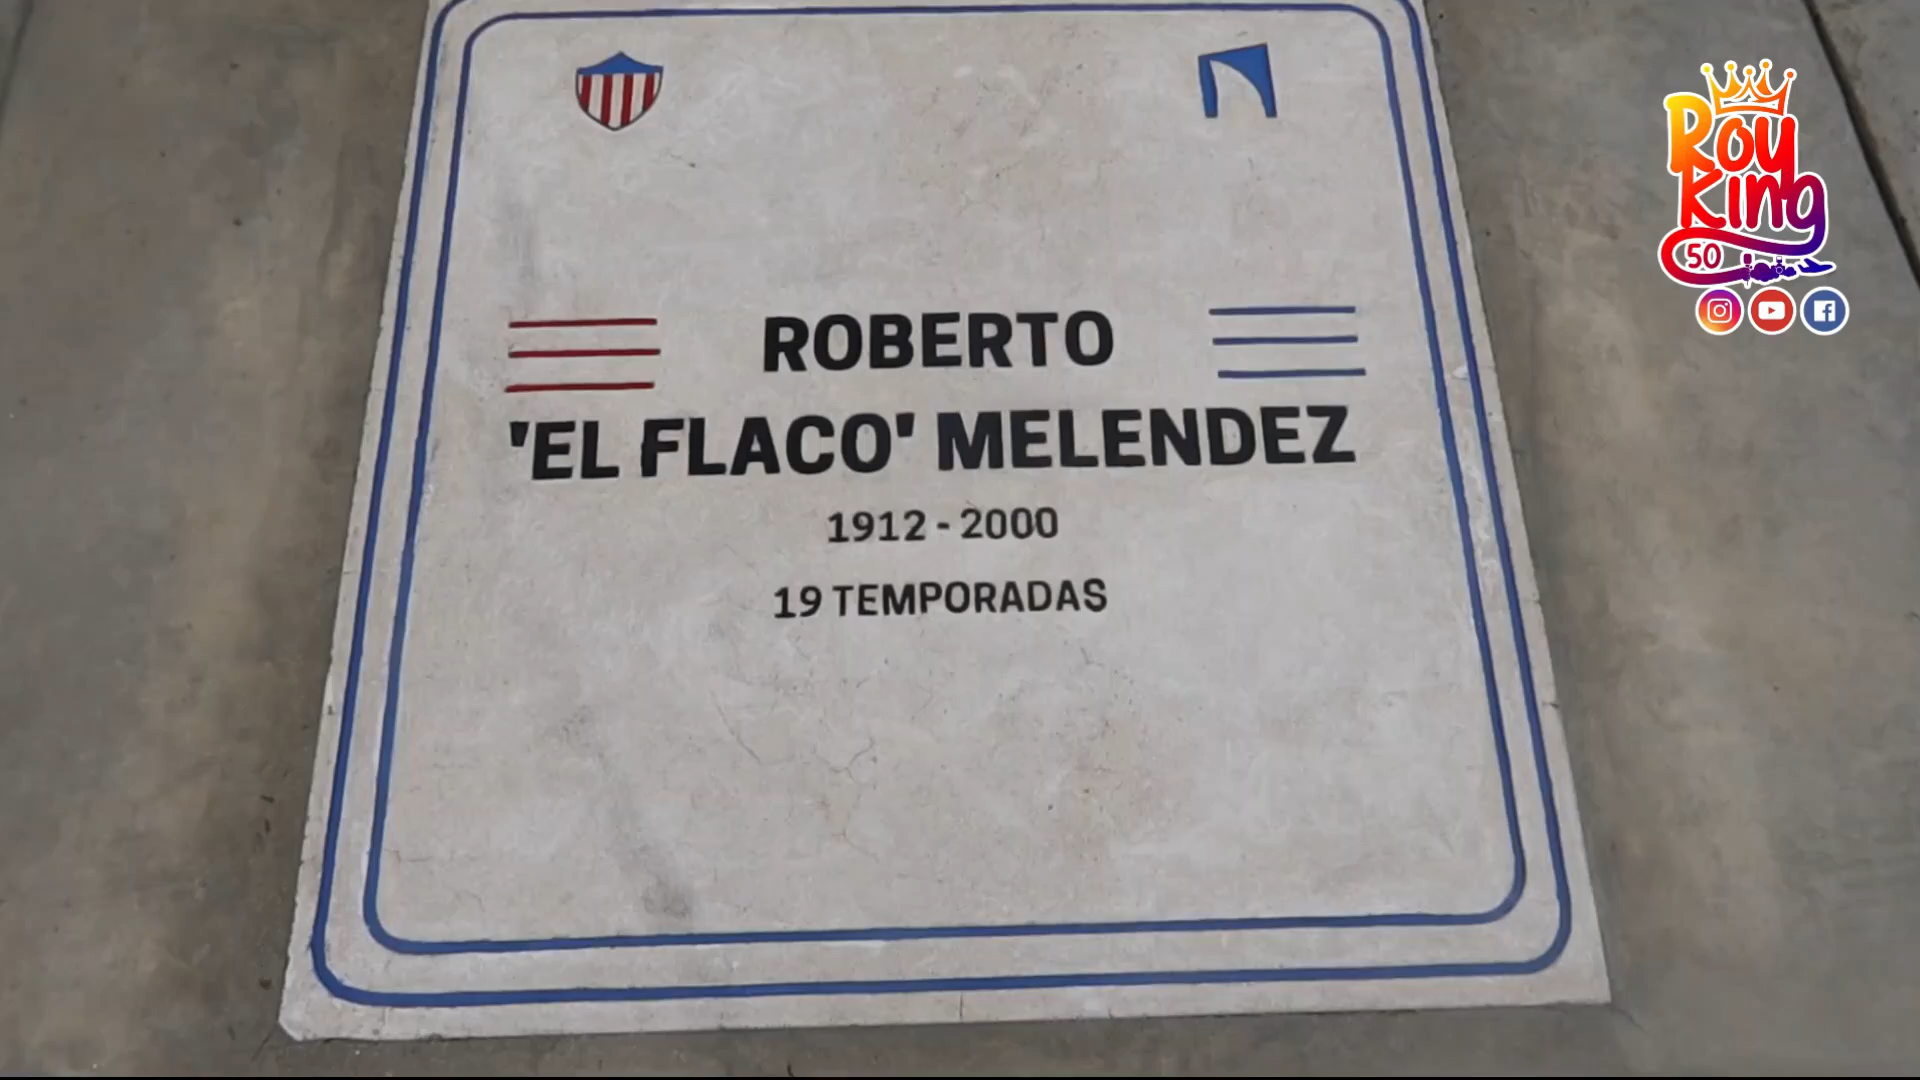 Roy
King
50
ROBERTO
'EL FLACO' MELENDEZ
1912 - 2000
19 TEMPORADAS